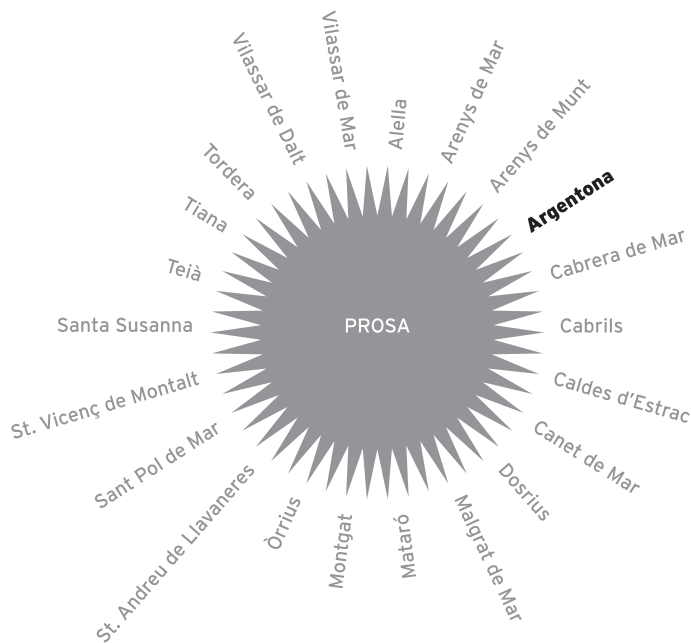 Alella
Arenys de Mar
Arenys de Munt
Argentona
Cabrera de Mar
Cabrils
Caldes d'Estrac
Canet de Mar
Dosrius
Malgrat de Mar
Mataró
Montgat
Òrrius
St. Andreu de Llavaneres
Sant Pol de Mar
St. Vicenç de Montalt
Santa Susanna
Teià
Tiana
Tordera
Vilassar de Dalt
Vilassar de Mar
PROSA